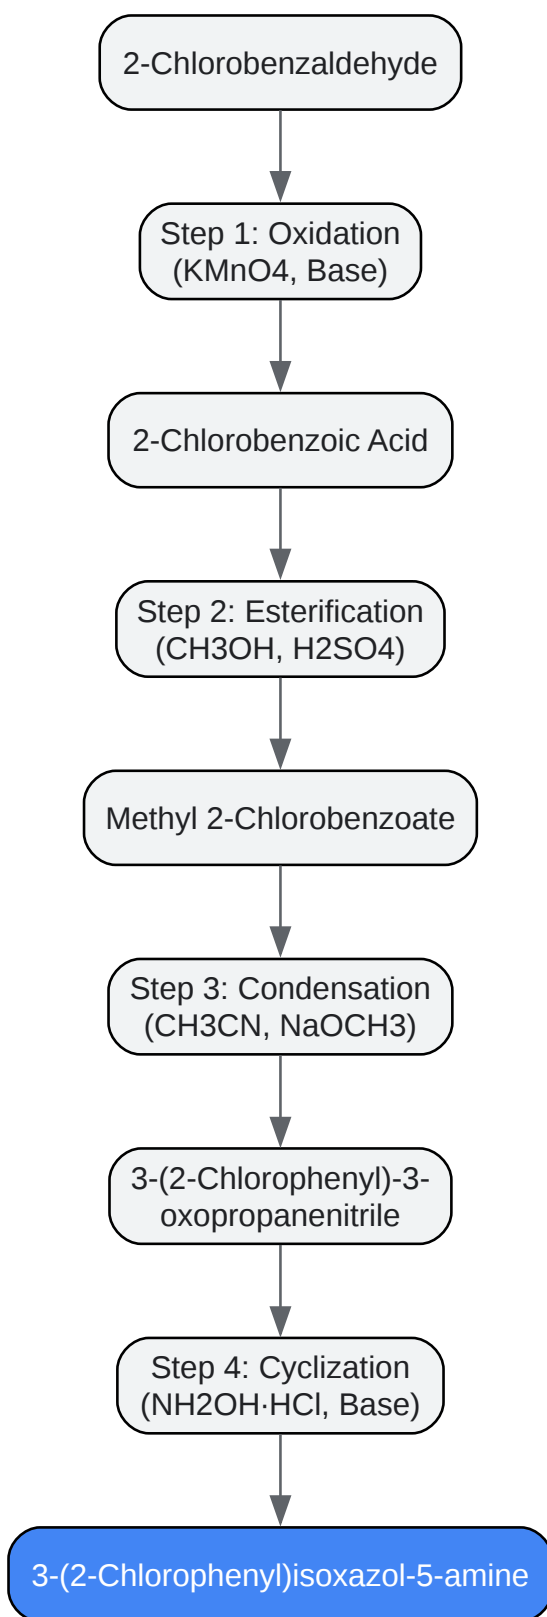 2-Chlorobenzaldehyde
Step 1: Oxidation
(KMnO4, Base)
2-Chlorobenzoic Acid
Step 2: Esterification
(CH3OH, H2SO4)
Methyl 2-Chlorobenzoate
Step 3: Condensation
(CH3CN, NaOCH3)
3-(2-Chlorophenyl)-3-
oxopropanenitrile
Step 4: Cyclization
(NH2OH·HCl, Base)
3-(2-Chlorophenyl)isoxazol-5-amine